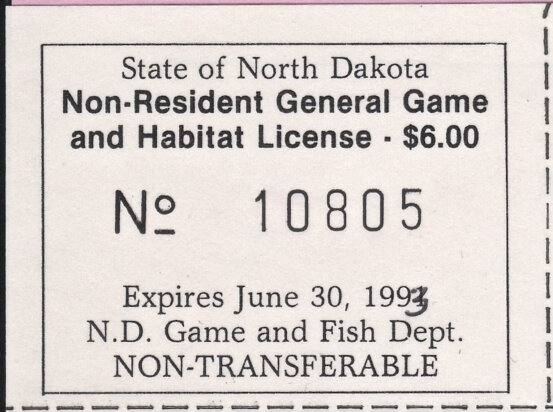 State of North Dakota
Non-Resident General Game
and Habitat License - $6.00
Nº 10805
Expires June 30, 1993
N.D. Game and Fish Dept.
NON-TRANSFERABLE